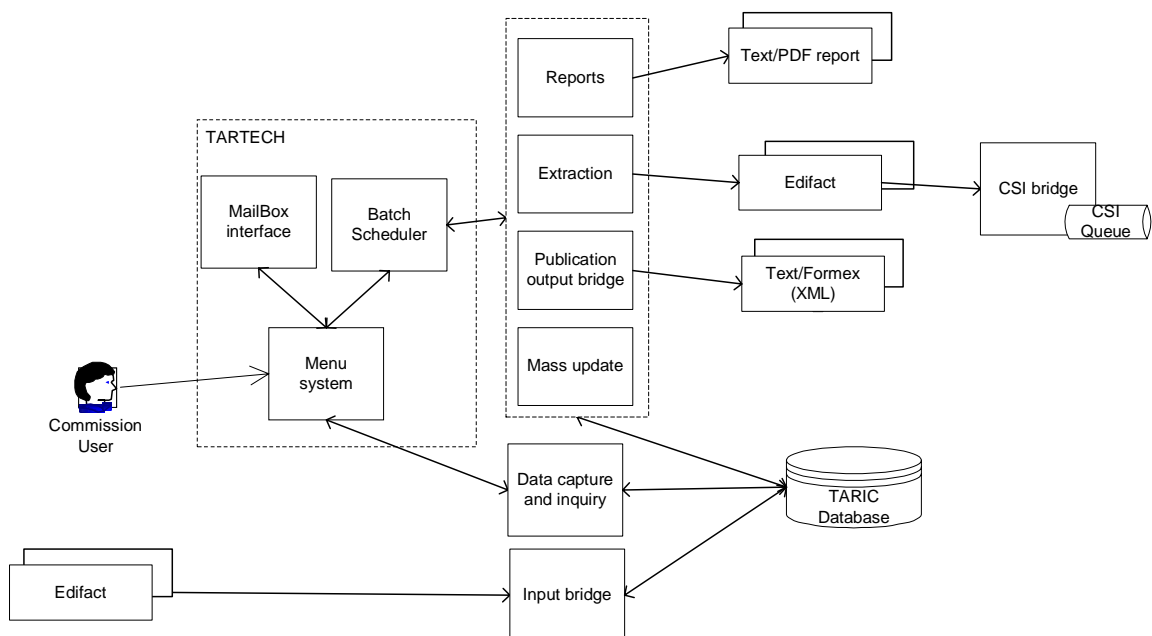 Text/PDF report
Reports
TARTECH
MailBox
interface
Batch
Scheduler
Extraction
Edifact
CSI bridge
CSI
Queue
Publication
output bridge
Text/Formex
(XML)
Menu
system
Mass update
Commission
User
Data capture
and inquiry
TARIC
Database
Edifact
Input bridge